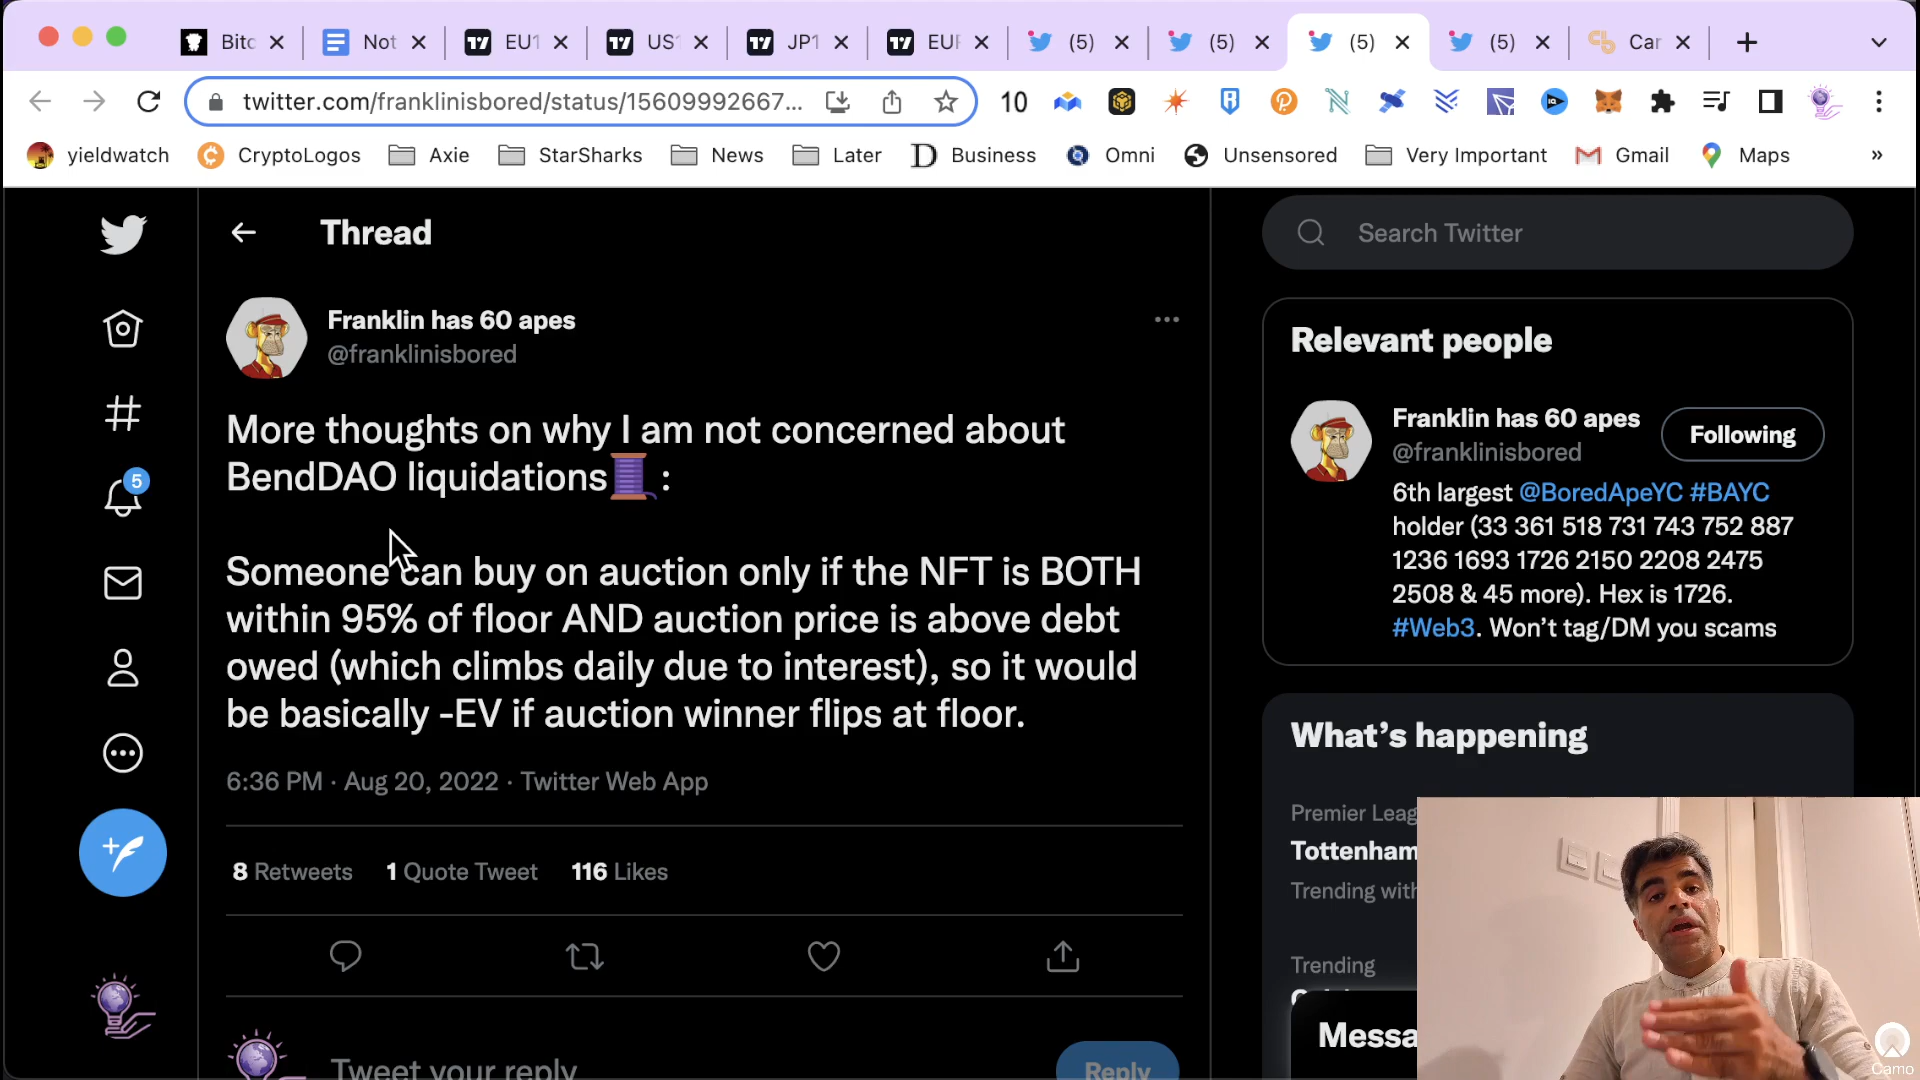 Bitc
Not
EU1
US1
JP1
EUR
(5)
(5)
(5)
(5)
Car
twitter.com/franklinisbored/status/15609992667...
10
yieldwatch
CryptoLogos
Axie
StarSharks
News
Later
Business
Omni
Unsensored
Very Important
Gmail
Maps
»
Thread
Search Twitter
Franklin has 60 apes
@franklinisbored
More thoughts on why I am not concerned about
BendDAO liquidations🧵:
Someone can buy on auction only if the NFT is BOTH
within 95% of floor AND auction price is above debt
owed (which climbs daily due to interest), so it would
be basically -EV if auction winner flips at floor.
6:36 PM · Aug 20, 2022 · Twitter Web App
8 Retweets 1 Quote Tweet 116 Likes
Tweet your reply
Reply
5
Relevant people
Franklin has 60 apes
@franklinisbored
Following
6th largest @BoredApeYC #BAYC
holder (33 361 518 731 743 752 887
1236 1693 1726 2150 2208 2475
2508 & 45 more). Hex is 1726.
#Web3. Won't tag/DM you scams
What's happening
Premier Leag
Tottenham
Trending with
Trending
Messa
Camo